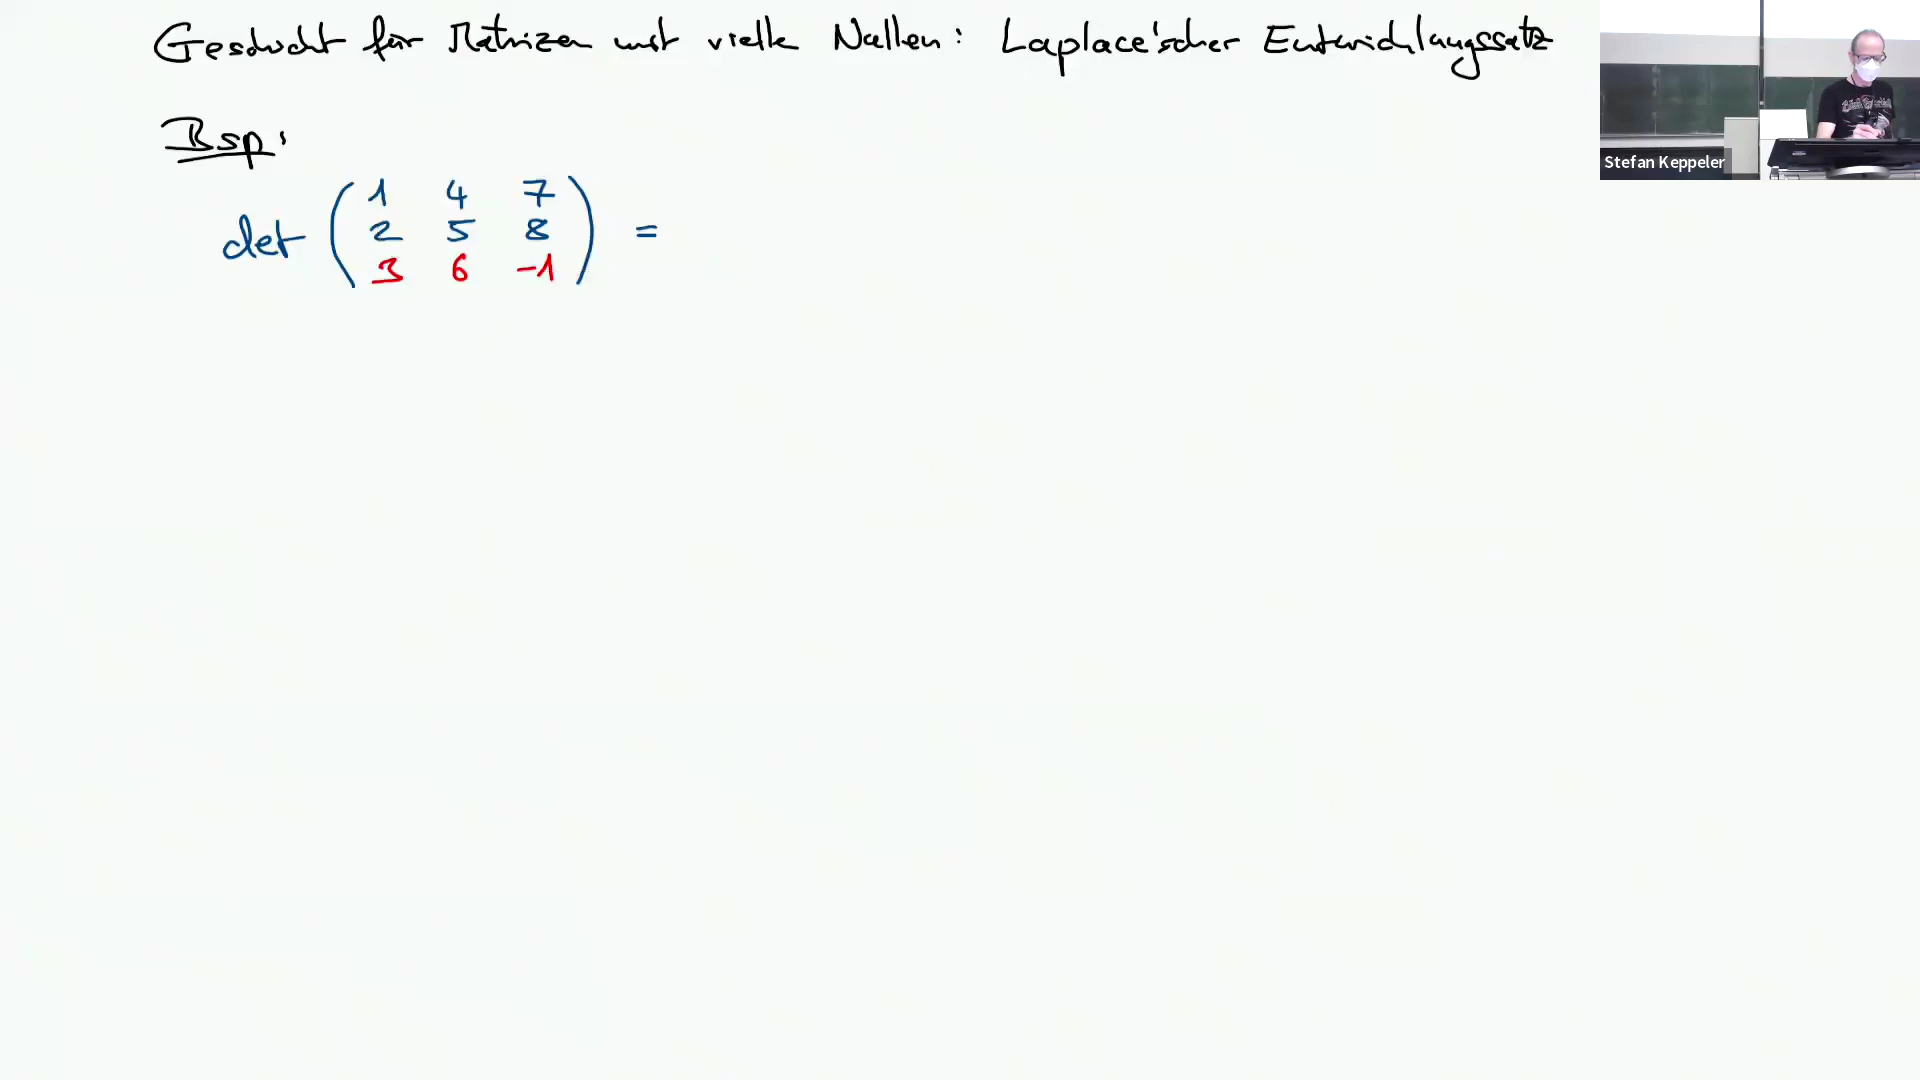 Geschickt für Matrizen mit vielen Nullen: Laplace'scher Entwicklungssatz
Stefan Keppeler
Bsp:
det ( 1 4 7
2 5 8
3 6 -1 ) =